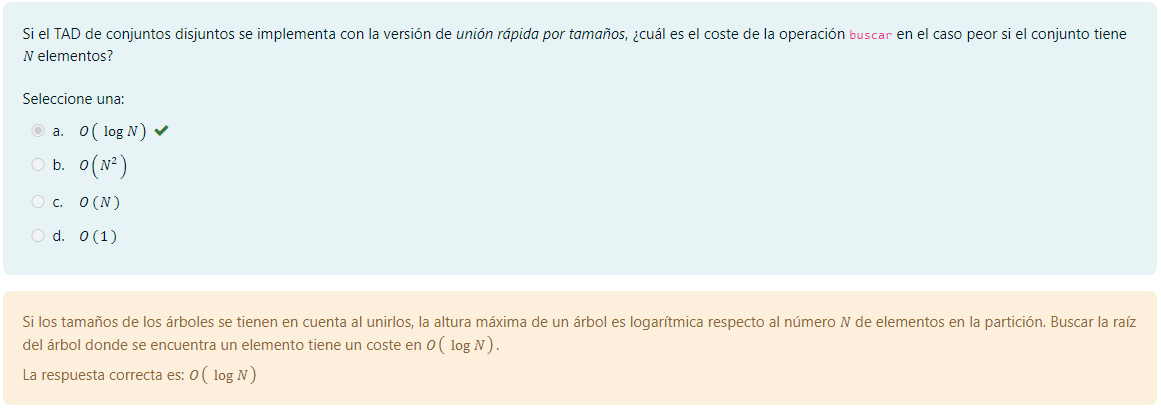 Si el TAD de conjuntos disjuntos se implementa con la versión de unión rápida por tamaños, ¿cuál es el coste de la operación buscar en el caso peor si el conjunto tiene
N elementos?
Seleccione una:
a. O( log N) ✔
b. O(N²)
c. O(N)
d. O(1)
Si los tamaños de los árboles se tienen en cuenta al unirlos, la altura máxima de un árbol es logarítmica respecto al número N de elementos en la partición. Buscar la raíz
del árbol donde se encuentra un elemento tiene un coste en O( log N).
La respuesta correcta es: O( log N)